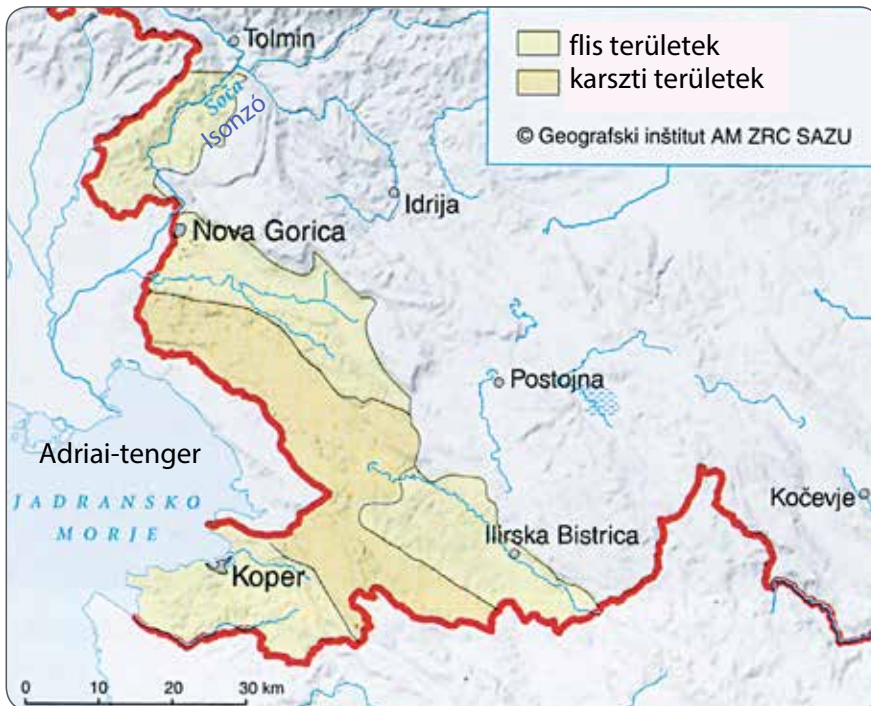 Tolmin
flis területek
karszti területek
© Geografski inštitut AM ZRC SAZU
Soča
Isonzó
Idrija
Nova Gorica
Postojna
Adriai-tenger
JADRANSKO
MORJE
Kočevje
Ilirska Bistrica
Koper
0 10 20 30 km